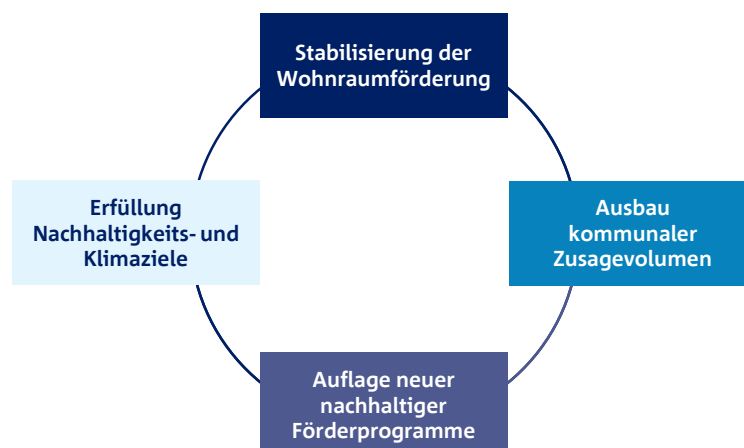 Stabilisierung der
Wohnraumförderung
Erfüllung
Nachhaltigkeits- und
Klimaziele
Ausbau
kommunaler
Zusagevolumen
Auflage neuer
nachhaltiger
Förderprogramme